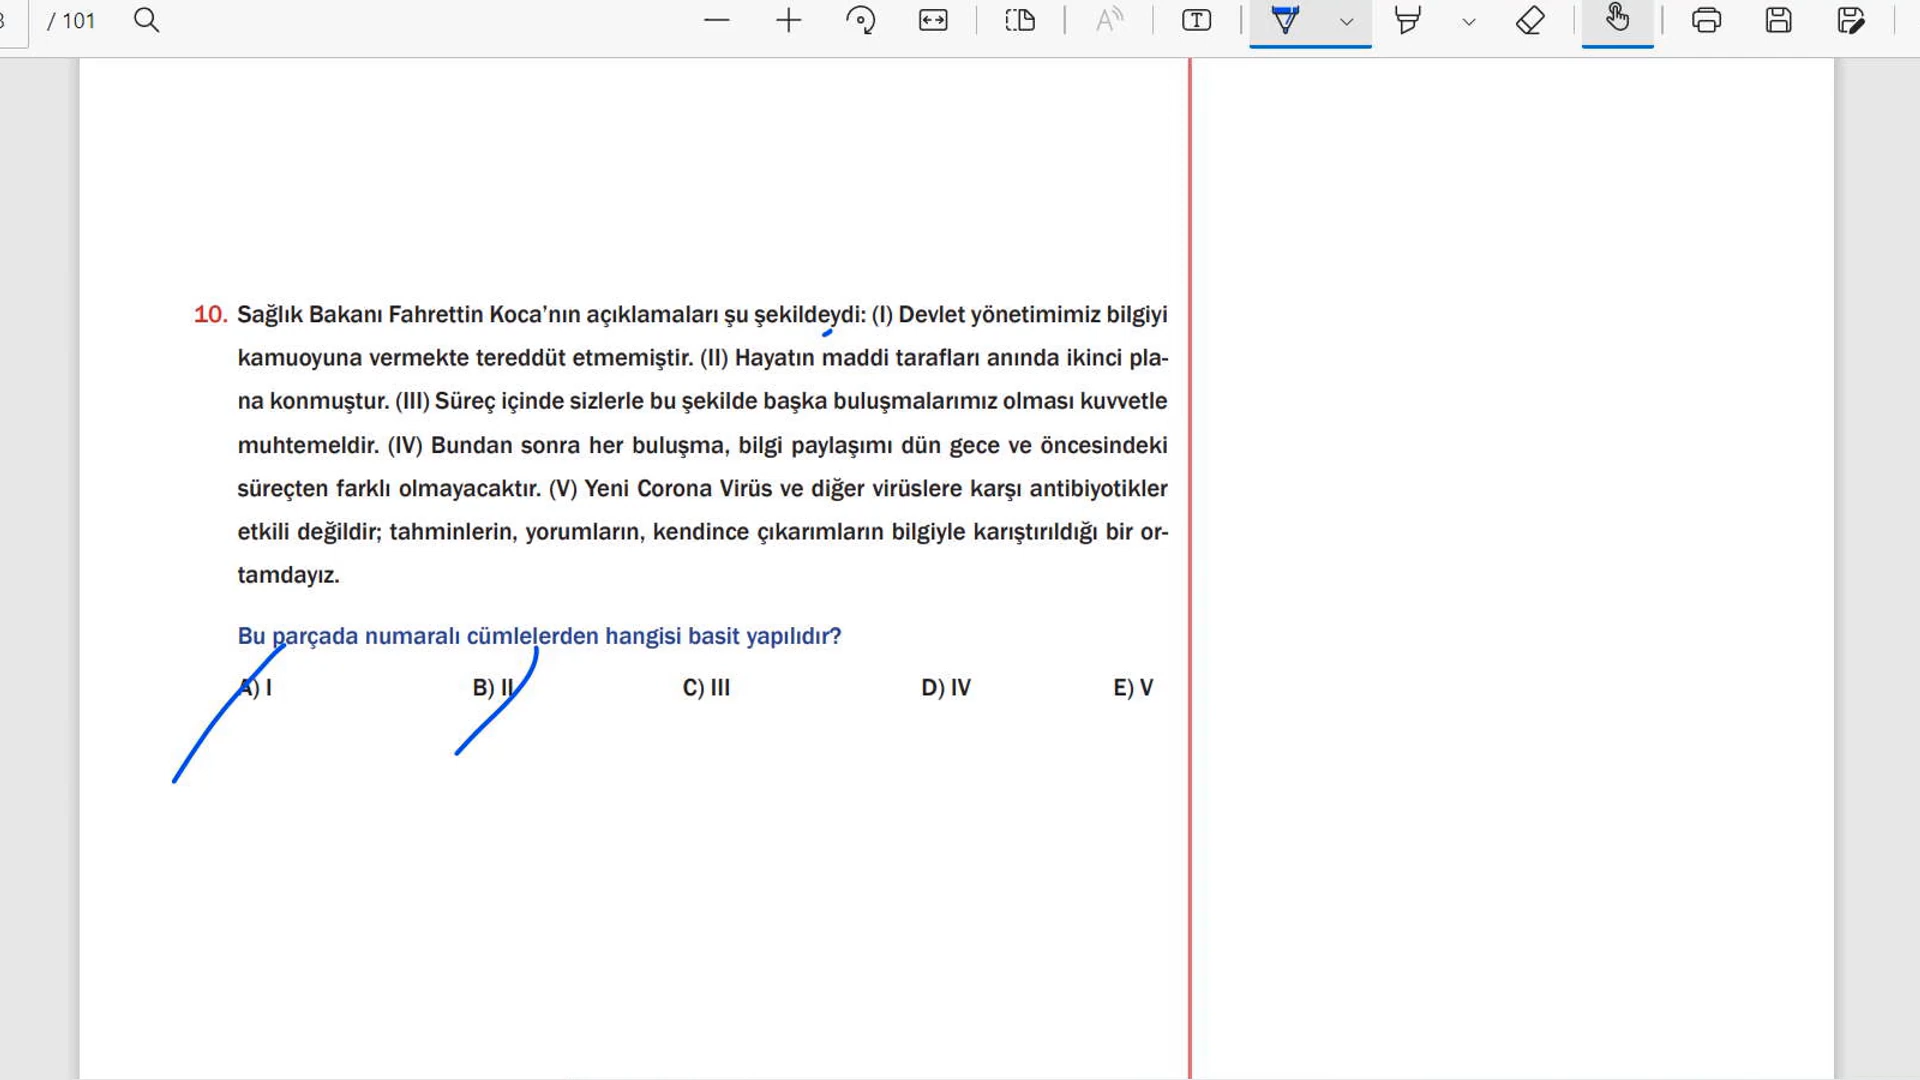 / 101
10. Sağlık Bakanı Fahrettin Koca'nın açıklamaları şu şekildeydi: (I) Devlet yönetimimiz bilgiyi
kamuoyuna vermekte tereddüt etmemiştir. (II) Hayatın maddi tarafları anında ikinci pla-
na konmuştur. (III) Süreç içinde sizlerle bu şekilde başka buluşmalarımız olması kuvvetle
muhtemeldir. (IV) Bundan sonra her buluşma, bilgi paylaşımı dün gece ve öncesindeki
süreçten farklı olmayacaktır. (V) Yeni Corona Virüs ve diğer virüslere karşı antibiyotikler
etkili değildir; tahminlerin, yorumların, kendince çıkarımların bilgiyle karıştırıldığı bir or-
tamdayız.
Bu parçada numaralı cümlelerden hangisi basit yapılıdır?
A) I B) II C) III D) IV E) V